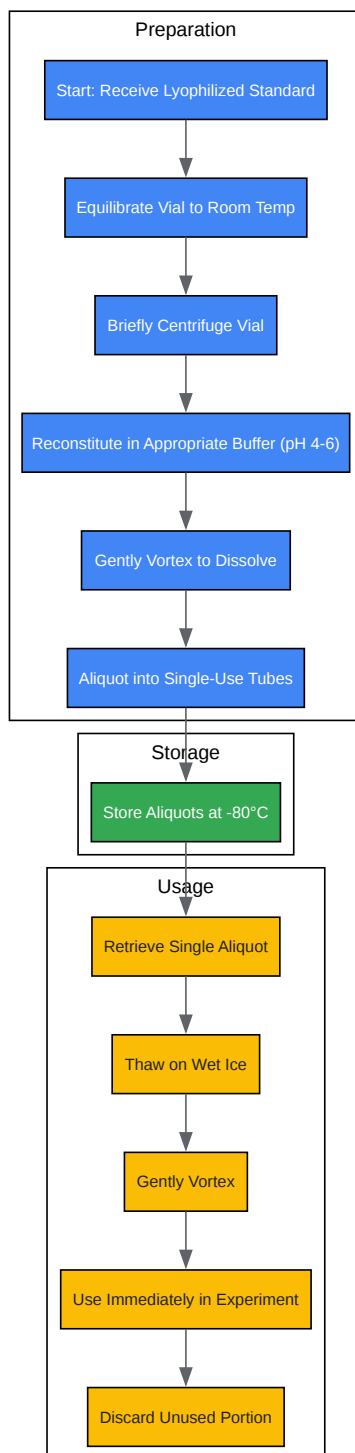 Preparation
Start: Receive Lyophilized Standard
Equilibrate Vial to Room Temp
Briefly Centrifuge Vial
Reconstitute in Appropriate Buffer (pH 4-6)
Gently Vortex to Dissolve
Aliquot into Single-Use Tubes
Storage
Store Aliquots at -80°C
Usage
Retrieve Single Aliquot
Thaw on Wet Ice
Gently Vortex
Use Immediately in Experiment
Discard Unused Portion